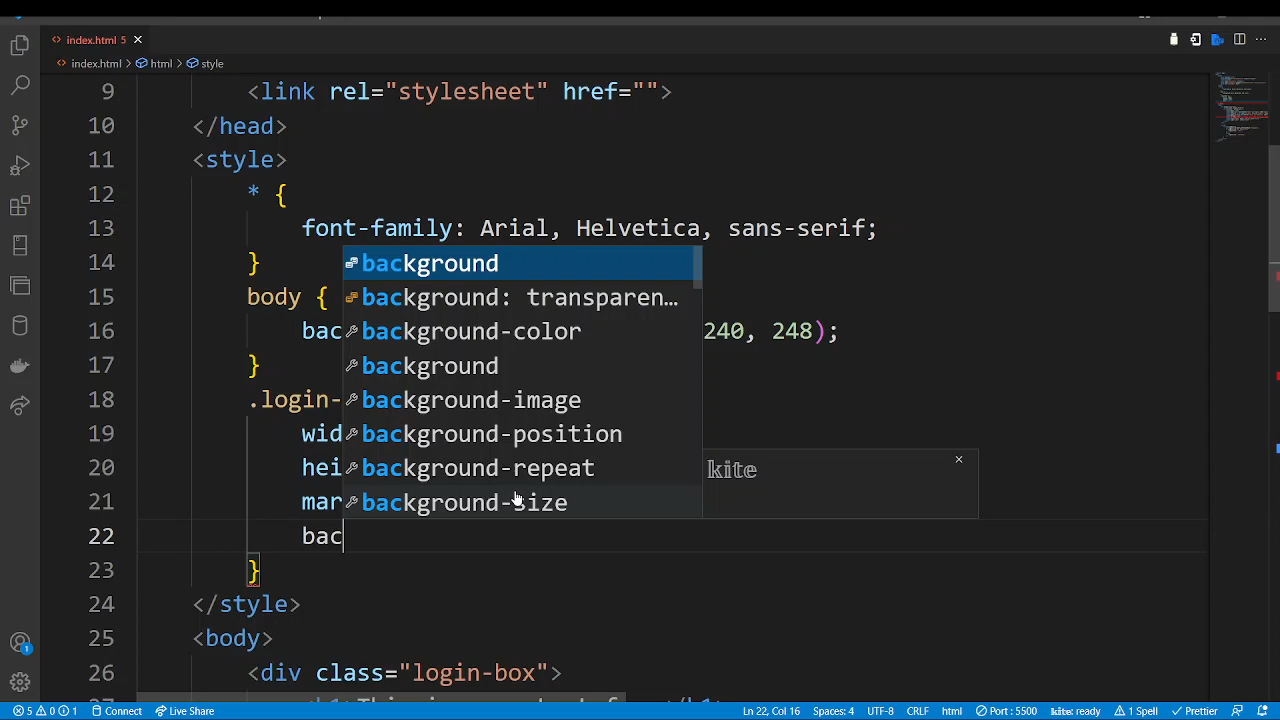 index.html 5
index.html > html > style
9 <link rel="stylesheet" href="">
10 </head>
11 <style>
12 * {
13 font-family: Arial, Helvetica, sans-serif;
14 }
background
15 body {
background: transparen...
16 bac 240, 248);
background-color
17 }
background
18 .login-
background-image
19 wid
background-position
20 hei
background-repeat
kite
21 mar
background-size
22 bac
23 }
24 </style>
25 <body>
26 <div class="login-box">
1
5 0 1 Connect Live Share Ln 22, Col 16 Spaces: 4 UTF-8 CRLF html Port : 5500 kite: ready 1 Spell Prettier